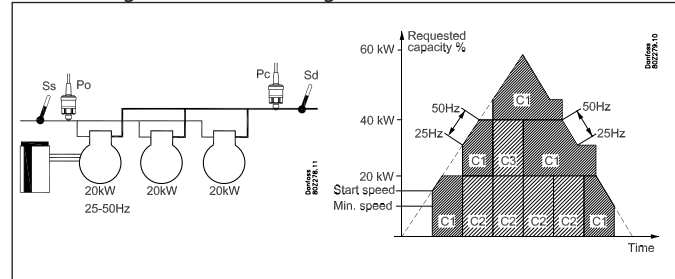 Ss
Po
Pc
Sd
20kW
20kW
20kW
25-50Hz
Danfoss
80Z278.11
Requested
capacity %
60 kW
40 kW
20 kW
Start speed
Min. speed
50Hz
25Hz
50Hz
25Hz
C1
C1
C3
C1
C1
C2
C2
C2
C2
C1
Time
Danfoss
80Z279.10